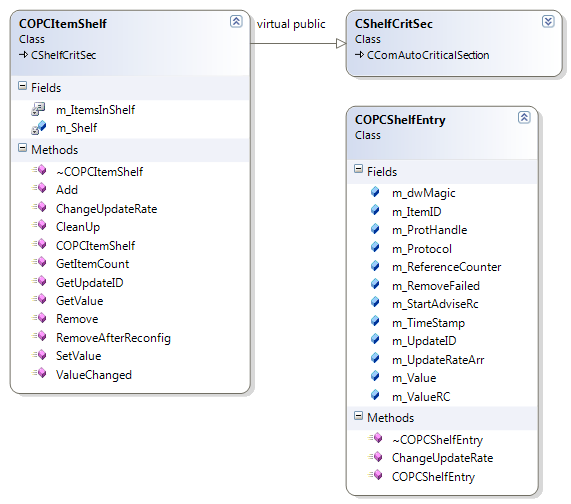 COPCItemShelf
Class
CShelfCritSec
Fields
m_ItemsInShelf
m_Shelf
Methods
~COPCItemShelf
Add
ChangeUpdateRate
CleanUp
COPCItemShelf
GetItemCount
GetUpdateID
GetValue
Remove
RemoveAfterReconfig
SetValue
ValueChanged
virtual public
CShelfCritSec
Class
CComAutoCriticalSection
COPCShelfEntry
Class
Fields
m_dwMagic
m_ItemID
m_ProtHandle
m_Protocol
m_ReferenceCounter
m_RemoveFailed
m_StartAdviseRc
m_TimeStamp
m_UpdateID
m_UpdateRateArr
m_Value
m_ValueRC
Methods
~COPCShelfEntry
ChangeUpdateRate
COPCShelfEntry